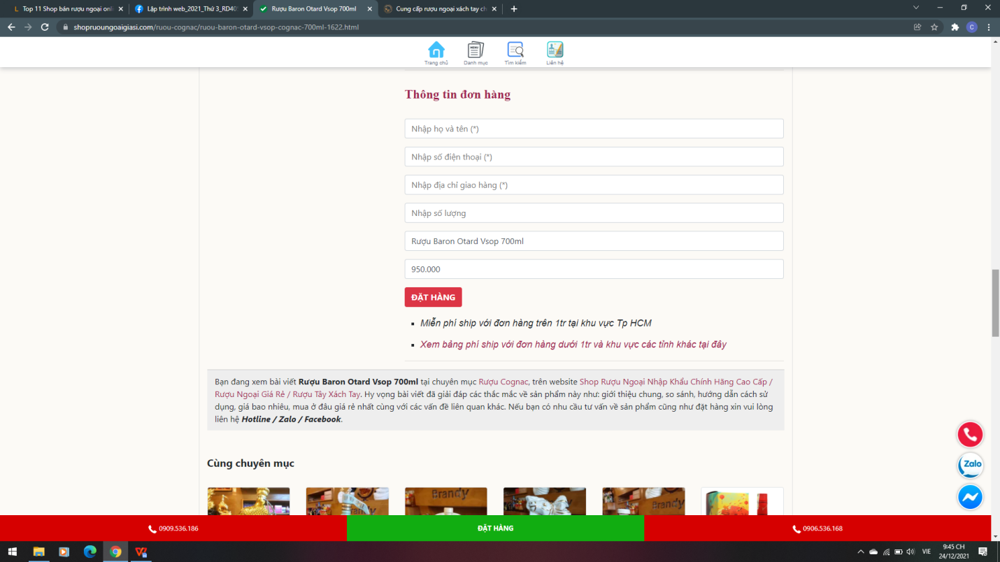 Top 11 Shop bán rượu ngoại onli
Lập trình web_2021_Thứ 3_RD40
Rượu Baron Otard Vsop 700ml
Cung cấp rượu ngoại xách tay ch
shopruoungoaigiasi.com/ruou-cognac/ruou-baron-otard-vsop-cognac-700ml-1622.html
C
MENU
Trang chủ
Danh mục
Tìm kiếm
Liên hệ
Thông tin đơn hàng
Nhập họ và tên (*)
Nhập số điện thoại (*)
Nhập địa chỉ giao hàng (*)
Nhập số lượng
Rượu Baron Otard Vsop 700ml
950.000
ĐẶT HÀNG
Miễn phí ship với đơn hàng trên 1tr tại khu vực Tp HCM
Xem bảng phí ship với đơn hàng dưới 1tr và khu vực các tỉnh khác tại đây
Bạn đang xem bài viết Rượu Baron Otard Vsop 700ml tại chuyên mục Rượu Cognac, trên website Shop Rượu Ngoại Nhập Khẩu Chính Hãng Cao Cấp /
Rượu Ngoại Giá Rẻ / Rượu Tây Xách Tay. Hy vọng bài viết đã giải đáp các thắc mắc về sản phẩm này như: giới thiệu chung, so sánh, hướng dẫn cách sử
dụng, giá bao nhiêu, mua ở đâu giá rẻ nhất cùng với các vấn đề liên quan khác. Nếu bạn có nhu cầu tư vấn về sản phẩm cũng như đặt hàng xin vui lòng
liên hệ Hotline / Zalo / Facebook.
Zalo
Cùng chuyên mục
Brandy
Brandy
0909.536.186
ĐẶT HÀNG
0906.536.168
VIE
9:45 CH
24/12/2021